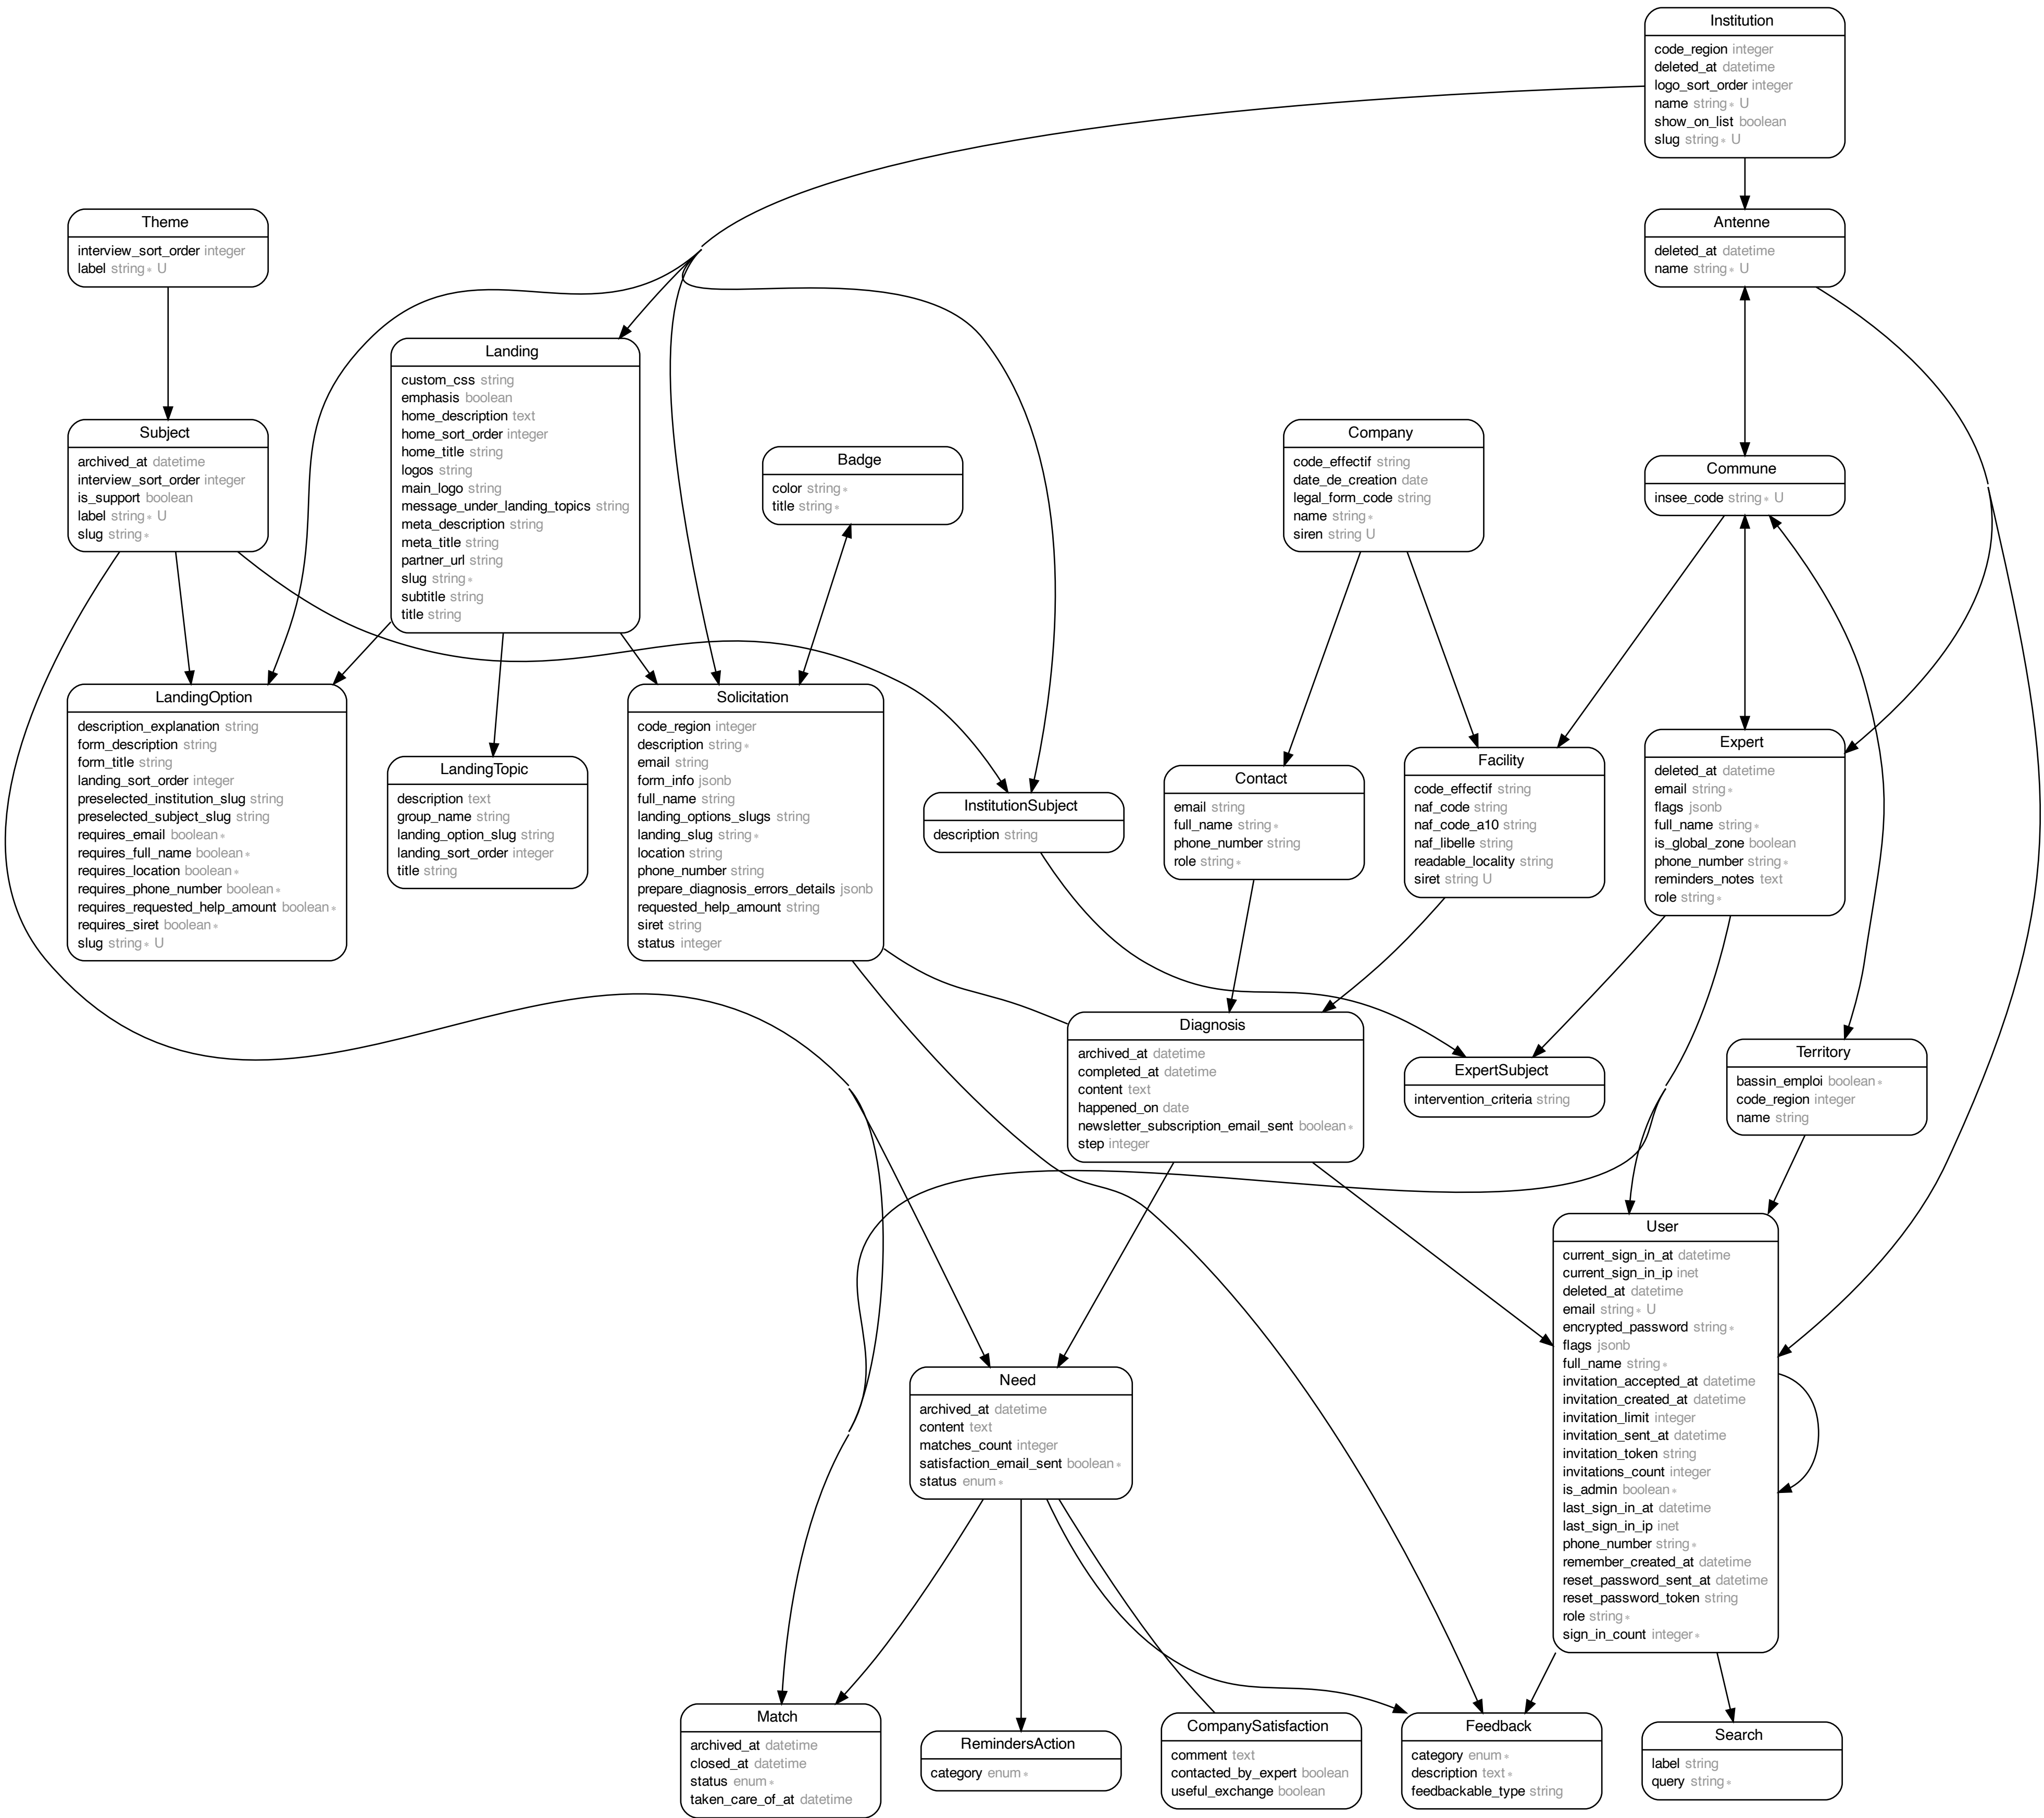 Institution
code_region integer
deleted_at datetime
logo_sort_order integer
name string∗ U
show_on_list boolean
slug string∗ U
Theme
interview_sort_order integer
label string∗ U
Antenne
deleted_at datetime
name string∗ U
Landing
custom_css string
emphasis boolean
home_description text
home_sort_order integer
home_title string
logos string
main_logo string
message_under_landing_topics string
meta_description string
meta_title string
partner_url string
slug string∗
subtitle string
title string
Subject
archived_at datetime
interview_sort_order integer
is_support boolean
label string∗ U
slug string∗
Badge
color string∗
title string∗
Company
code_effectif string
date_de_creation date
legal_form_code string
name string∗
siren string U
Commune
insee_code string∗ U
LandingOption
description_explanation string
form_description string
form_title string
landing_sort_order integer
preselected_institution_slug string
preselected_subject_slug string
requires_email boolean∗
requires_full_name boolean∗
requires_location boolean∗
requires_phone_number boolean∗
requires_requested_help_amount boolean∗
requires_siret boolean∗
slug string∗ U
LandingTopic
description text
group_name string
landing_option_slug string
landing_sort_order integer
title string
Solicitation
code_region integer
description string∗
email string
form_info jsonb
full_name string
landing_options_slugs string
landing_slug string∗
location string
phone_number string
prepare_diagnosis_errors_details jsonb
requested_help_amount string
siret string
status integer
InstitutionSubject
description string
Contact
email string
full_name string∗
phone_number string
role string∗
Facility
code_effectif string
naf_code string
naf_code_a10 string
naf_libelle string
readable_locality string
siret string U
Expert
deleted_at datetime
email string∗
flags jsonb
full_name string∗
is_global_zone boolean
phone_number string∗
reminders_notes text
role string∗
Diagnosis
archived_at datetime
completed_at datetime
content text
happened_on date
newsletter_subscription_email_sent boolean∗
step integer
ExpertSubject
intervention_criteria string
Territory
bassin_emploi boolean∗
code_region integer
name string
User
current_sign_in_at datetime
current_sign_in_ip inet
deleted_at datetime
email string∗ U
encrypted_password string∗
flags jsonb
full_name string∗
invitation_accepted_at datetime
invitation_created_at datetime
invitation_limit integer
invitation_sent_at datetime
invitation_token string
invitations_count integer
is_admin boolean∗
last_sign_in_at datetime
last_sign_in_ip inet
phone_number string∗
remember_created_at datetime
reset_password_sent_at datetime
reset_password_token string
role string∗
sign_in_count integer∗
Need
archived_at datetime
content text
matches_count integer
satisfaction_email_sent boolean∗
status enum∗
Match
archived_at datetime
closed_at datetime
status enum∗
taken_care_of_at datetime
RemindersAction
category enum∗
CompanySatisfaction
comment text
contacted_by_expert boolean
useful_exchange boolean
Feedback
category enum∗
description text∗
feedbackable_type string
Search
label string
query string∗